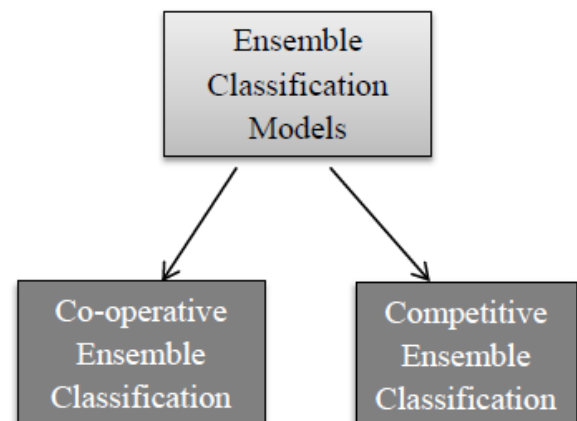 Ensemble
Classification
Models
Co-operative
Ensemble
Classification
Competitive
Ensemble
Classification